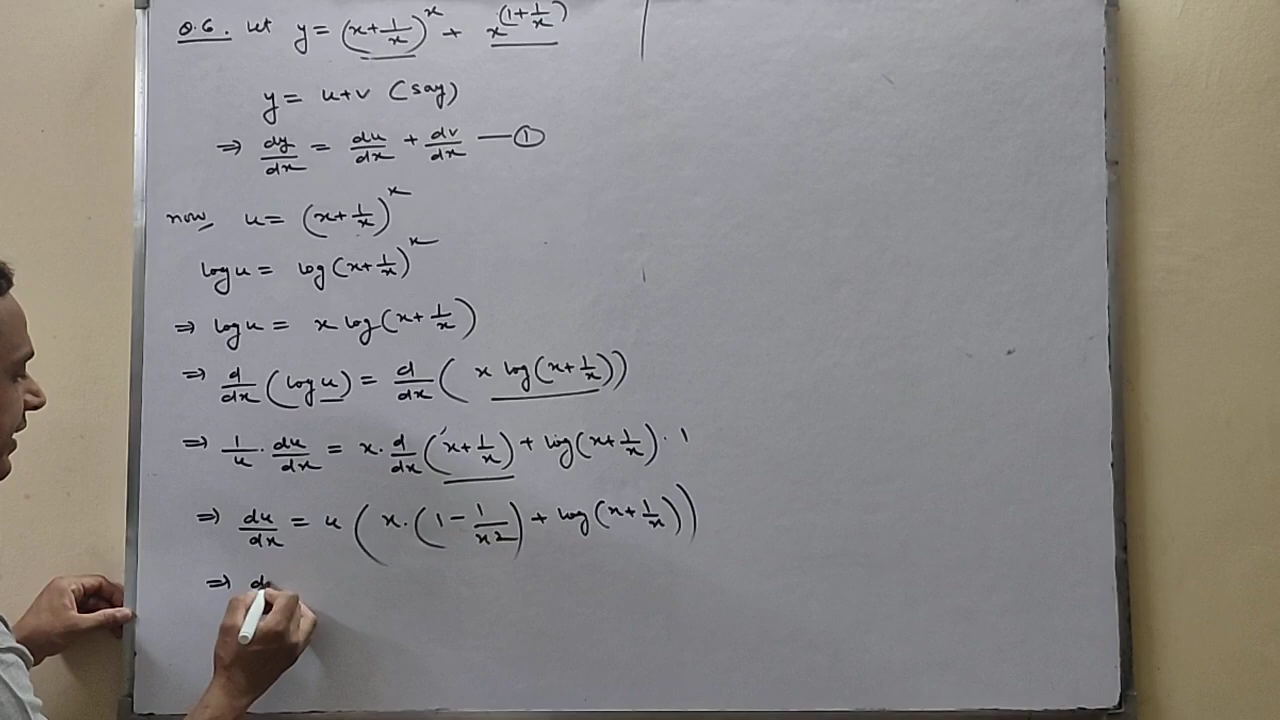 Q.6. Let y = (x+1/x)^x + x^(1+1/x)
y = u+v (say)
⇒ dy/dx = du/dx + dv/dx —①
now, u = (x+1/x)^x
log u = log(x+1/x)^x
⇒ log u = x log(x+1/x)
⇒ d/dx (log u) = d/dx ( x log(x+1/x))
⇒ 1/u · du/dx = x · d/dx (x+1/x) + log(x+1/x) · 1
⇒ du/dx = u ( x · (1 - 1/x2) + log(x+1/x))
⇒ d